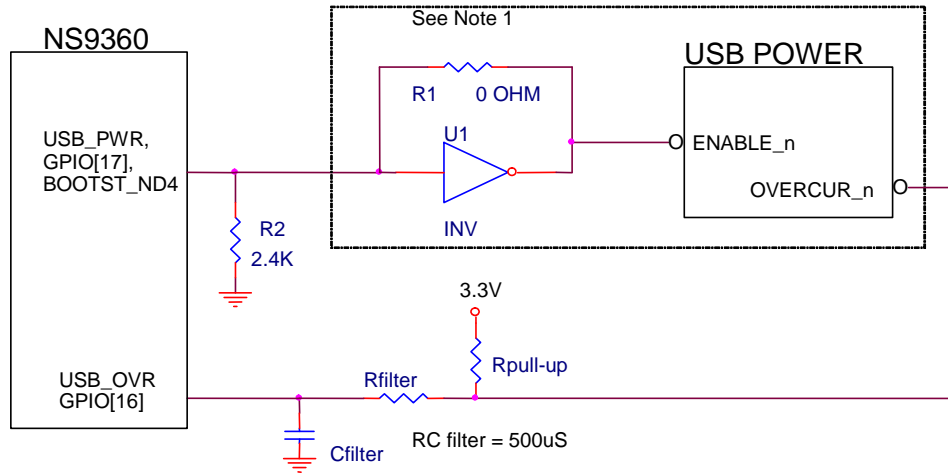 See Note 1
NS9360
USB POWER
R1 0 OHM
U1
USB_PWR,
GPIO[17],
BOOTST_ND4
ENABLE_n
OVERCUR_n
INV
R2
2.4K
3.3V
Rpull-up
USB_OVR
GPIO[16]
Rfilter
RC filter = 500uS
Cfilter